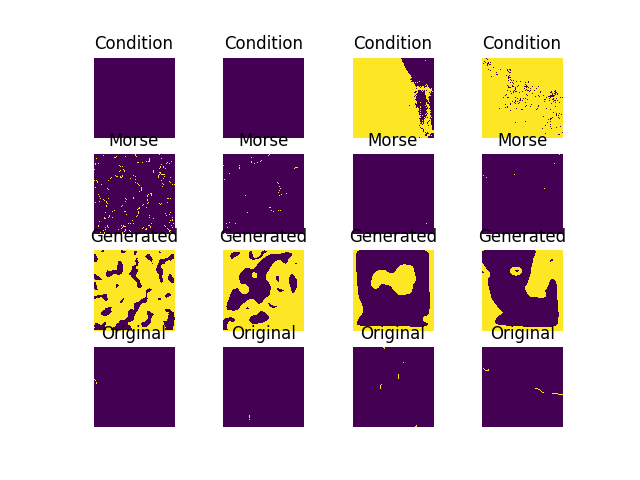 Condition Condition Condition Condition
Morse Morse Morse Morse
Generated Generated Generated Generated
Original Original Original Original